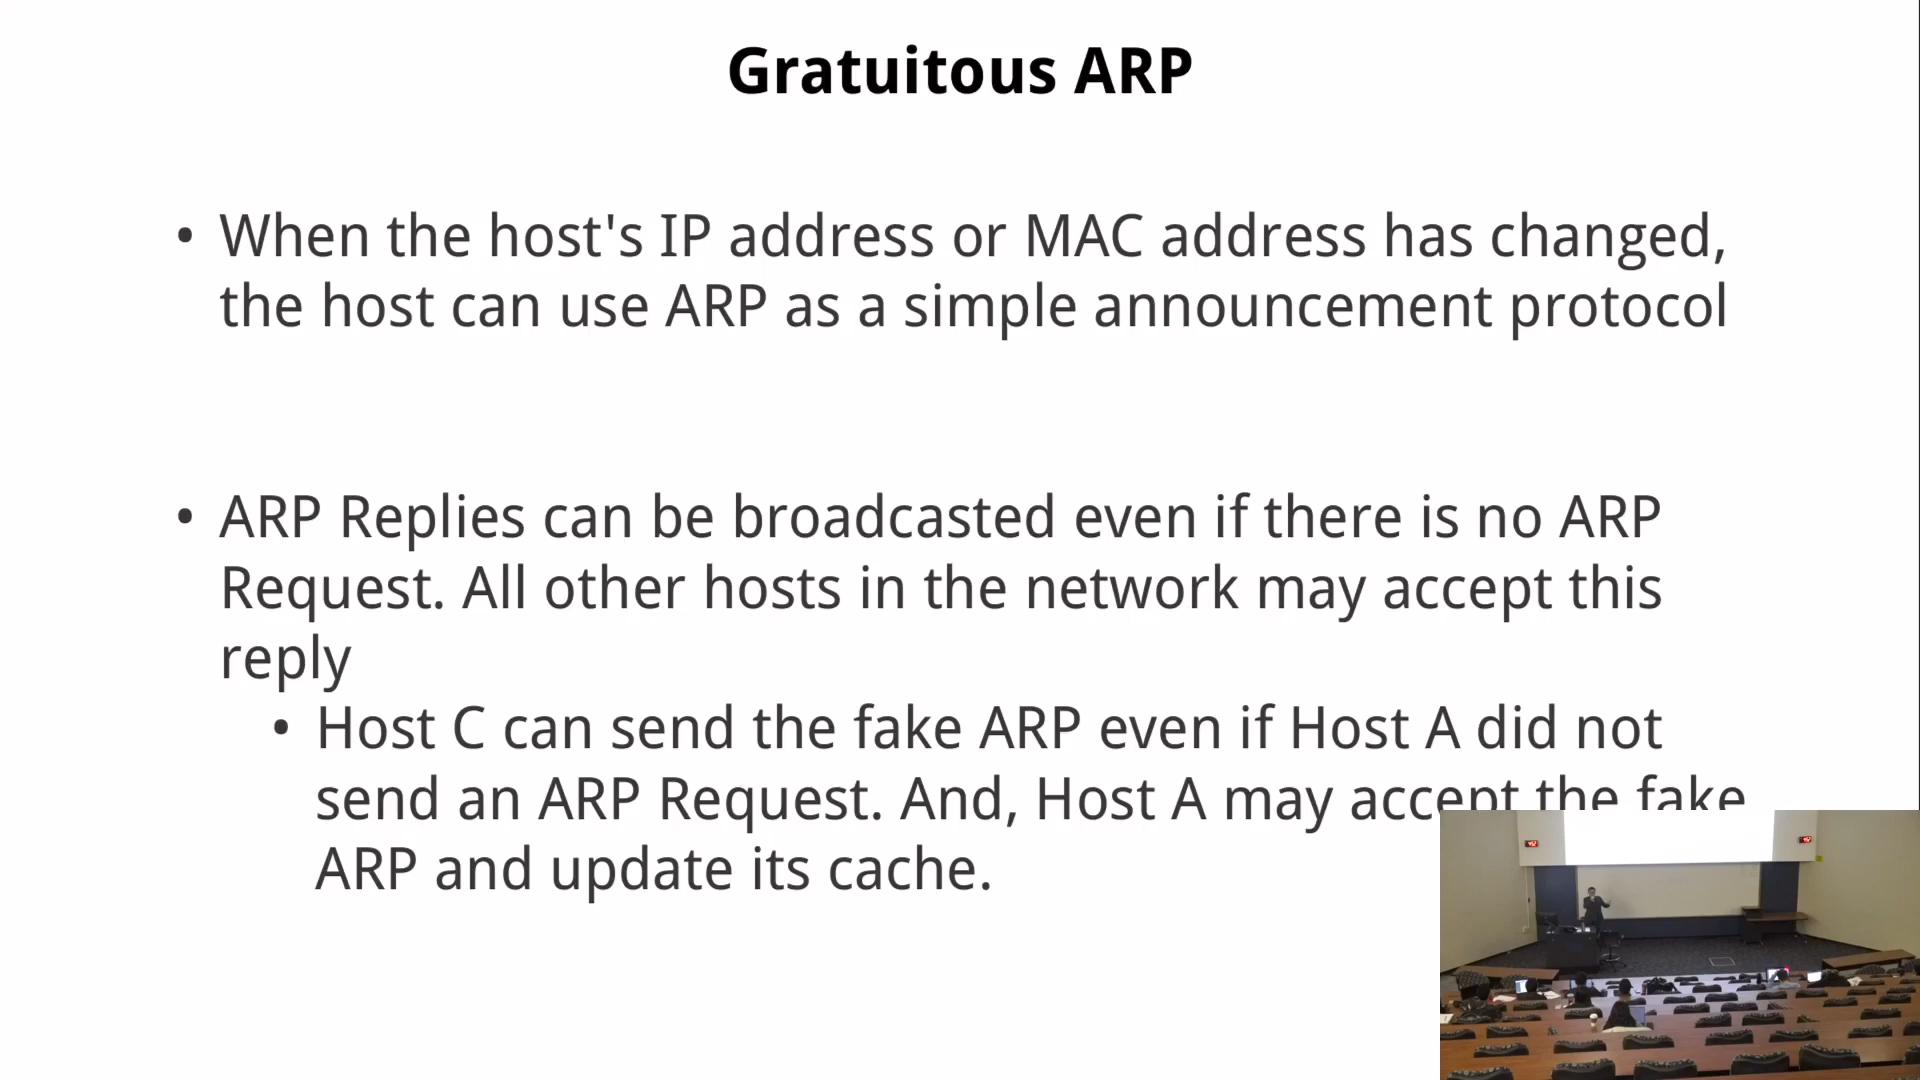 Gratuitous ARP
• When the host's IP address or MAC address has changed,
the host can use ARP as a simple announcement protocol
• ARP Replies can be broadcasted even if there is no ARP
Request. All other hosts in the network may accept this
reply
• Host C can send the fake ARP even if Host A did not
send an ARP Request. And, Host A may accept the fake
ARP and update its cache.